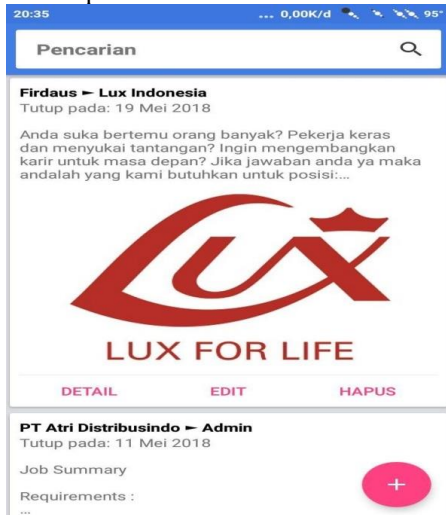 20:35 ... 0,00K/d 95°
Pencarian
Firdaus ► Lux Indonesia
Tutup pada: 19 Mei 2018
Anda suka bertemu orang banyak? Pekerja keras
dan menyukai tantangan? Ingin mengembangkan
karir untuk masa depan? Jika jawaban anda ya maka
andalah yang kami butuhkan untuk posisi:...
LUX
LUX FOR LIFE
DETAIL EDIT HAPUS
PT Atri Distribusindo ► Admin
Tutup pada: 11 Mei 2018
Job Summary
+
Requirements :
...